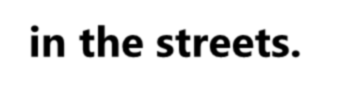 in the streets.